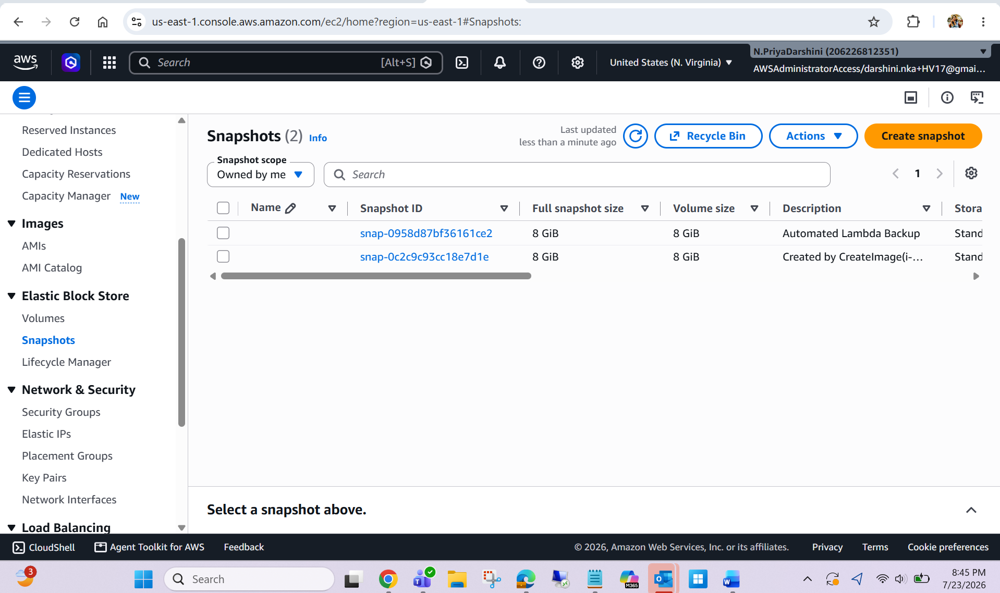 us-east-1.console.aws.amazon.com/ec2/home?region=us-east-1#Snapshots:
aws
Search
[Alt+S]
United States (N. Virginia)
N.PriyaDarshini (206226812351)
AWSAdministratorAccess/darshini.nka+HV17@gmai...
Reserved Instances
Dedicated Hosts
Capacity Reservations
Capacity Manager New
Images
AMIs
AMI Catalog
Elastic Block Store
Volumes
Snapshots
Lifecycle Manager
Network & Security
Security Groups
Elastic IPs
Placement Groups
Key Pairs
Network Interfaces
Load Balancing
Snapshots (2) Info
Last updated
less than a minute ago
Recycle Bin
Actions
Create snapshot
Snapshot scope
Owned by me
Search
1
Name Snapshot ID Full snapshot size Volume size Description Stora
snap-0958d87bf36161ce2 8 GiB 8 GiB Automated Lambda Backup Stand
snap-0c2c9c93cc18e7d1e 8 GiB 8 GiB Created by CreateImage(i-... Stand
Select a snapshot above.
CloudShell Agent Toolkit for AWS Feedback
© 2026, Amazon Web Services, Inc. or its affiliates. Privacy Terms Cookie preferences
3
Search
T
M365
O
W
8:45 PM
7/23/2026